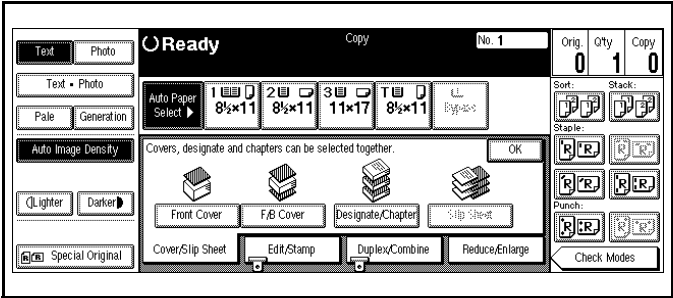 Text Photo
Text • Photo
Pale Generation
Auto Image Density
Lighter Darker
Special Original
Ready
Copy
No. 1
Auto Paper
Select ▶
1
8½×11
2
8½×11
3
11×17
T
8½×11
Bypass
Covers, designate and chapters can be selected together.
OK
Front Cover F/B Cover Designate/Chapter Slip Sheet
Cover/Slip Sheet Edit/Stamp Duplex/Combine Reduce/Enlarge
Orig. Q'ty Copy
0 1 0
Sort: Stack:
Staple:
Punch:
Check Modes